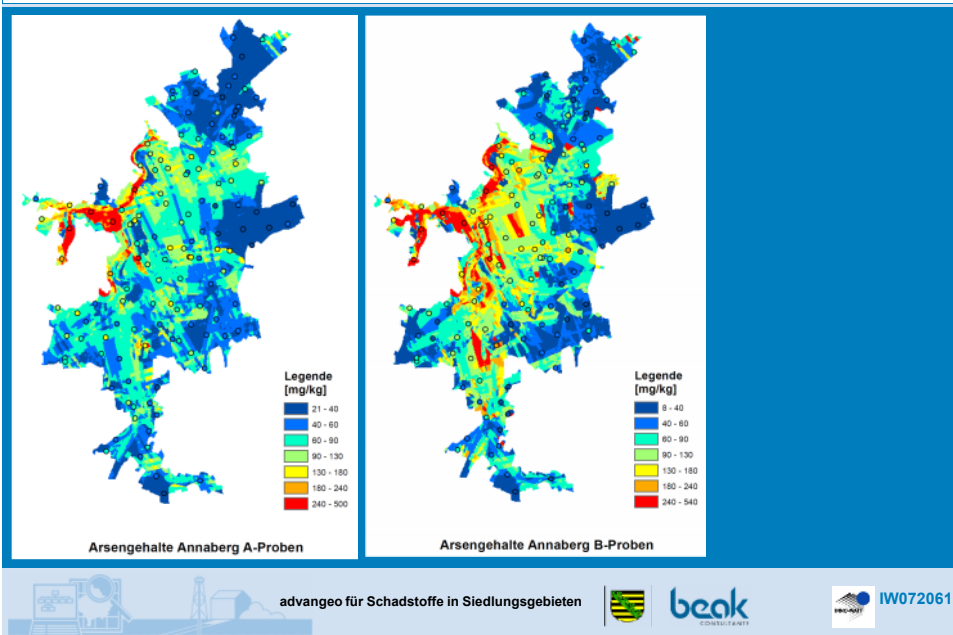 Legende
[mg/kg]
21 - 40
40 - 60
60 - 90
90 - 130
130 - 180
180 - 240
240 - 500
Arsengehalte Annaberg A-Proben
Legende
[mg/kg]
8 - 40
40 - 60
60 - 90
90 - 130
130 - 180
180 - 240
240 - 540
Arsengehalte Annaberg B-Proben
advangeo für Schadstoffe in Siedlungsgebieten
beak
CONSULTANTS
IW072061